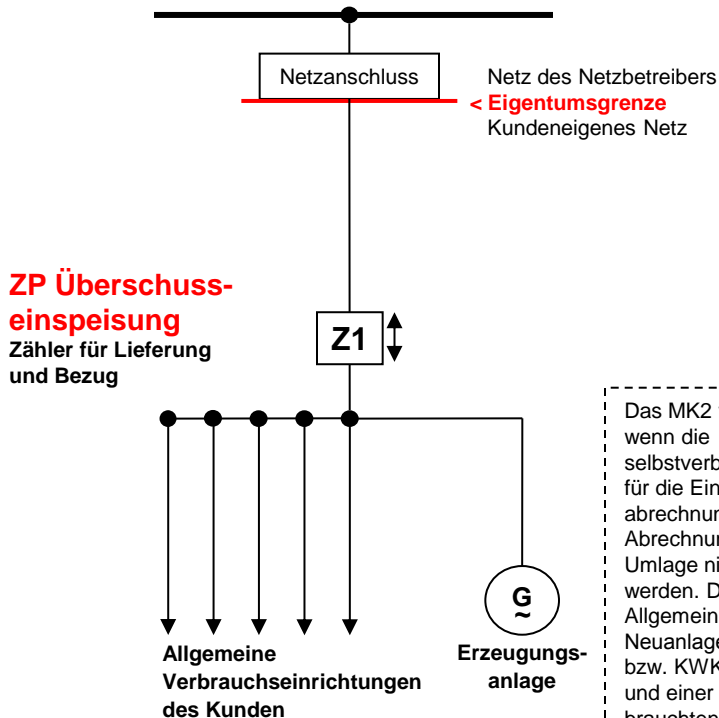 Netzanschluss
Netz des Netzbetreibers
< Eigentumsgrenze
Kundeneigenes Netz
ZP Überschuss-
einspeisung
Zähler für Lieferung
und Bezug
Z1
G
~
Allgemeine
Verbrauchseinrichtungen
des Kunden
Erzeugungs-
anlage
Das MK2
wenn die
selbstverb
für die Ein
abrechnun
Abrechnun
Umlage ni
werden. D
Allgemein
Neuanlage
bzw. KWK
und einer
brauchten